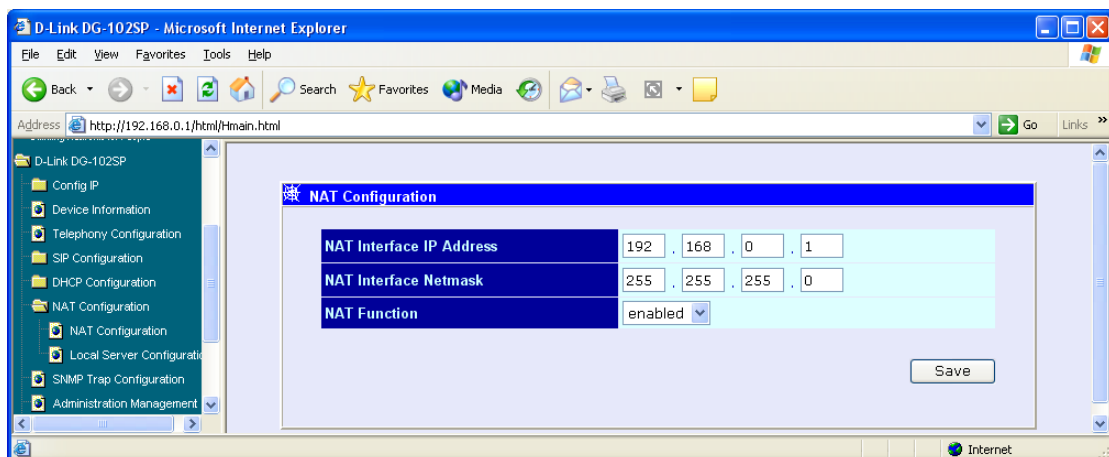 D-Link DG-102SP - Microsoft Internet Explorer
File Edit View Favorites Tools Help
Back Search Favorites Media
Address http://192.168.0.1/html/Hmain.html Go Links »
D-Link DG-102SP
Config IP
Device Information
Telephony Configuration
SIP Configuration
DHCP Configuration
NAT Configuration
NAT Configuration
Local Server Configuratio
SNMP Trap Configuration
Administration Management
NAT Configuration
NAT Interface IP Address 192 . 168 . 0 . 1
NAT Interface Netmask 255 . 255 . 255 . 0
NAT Function enabled
Save
Internet